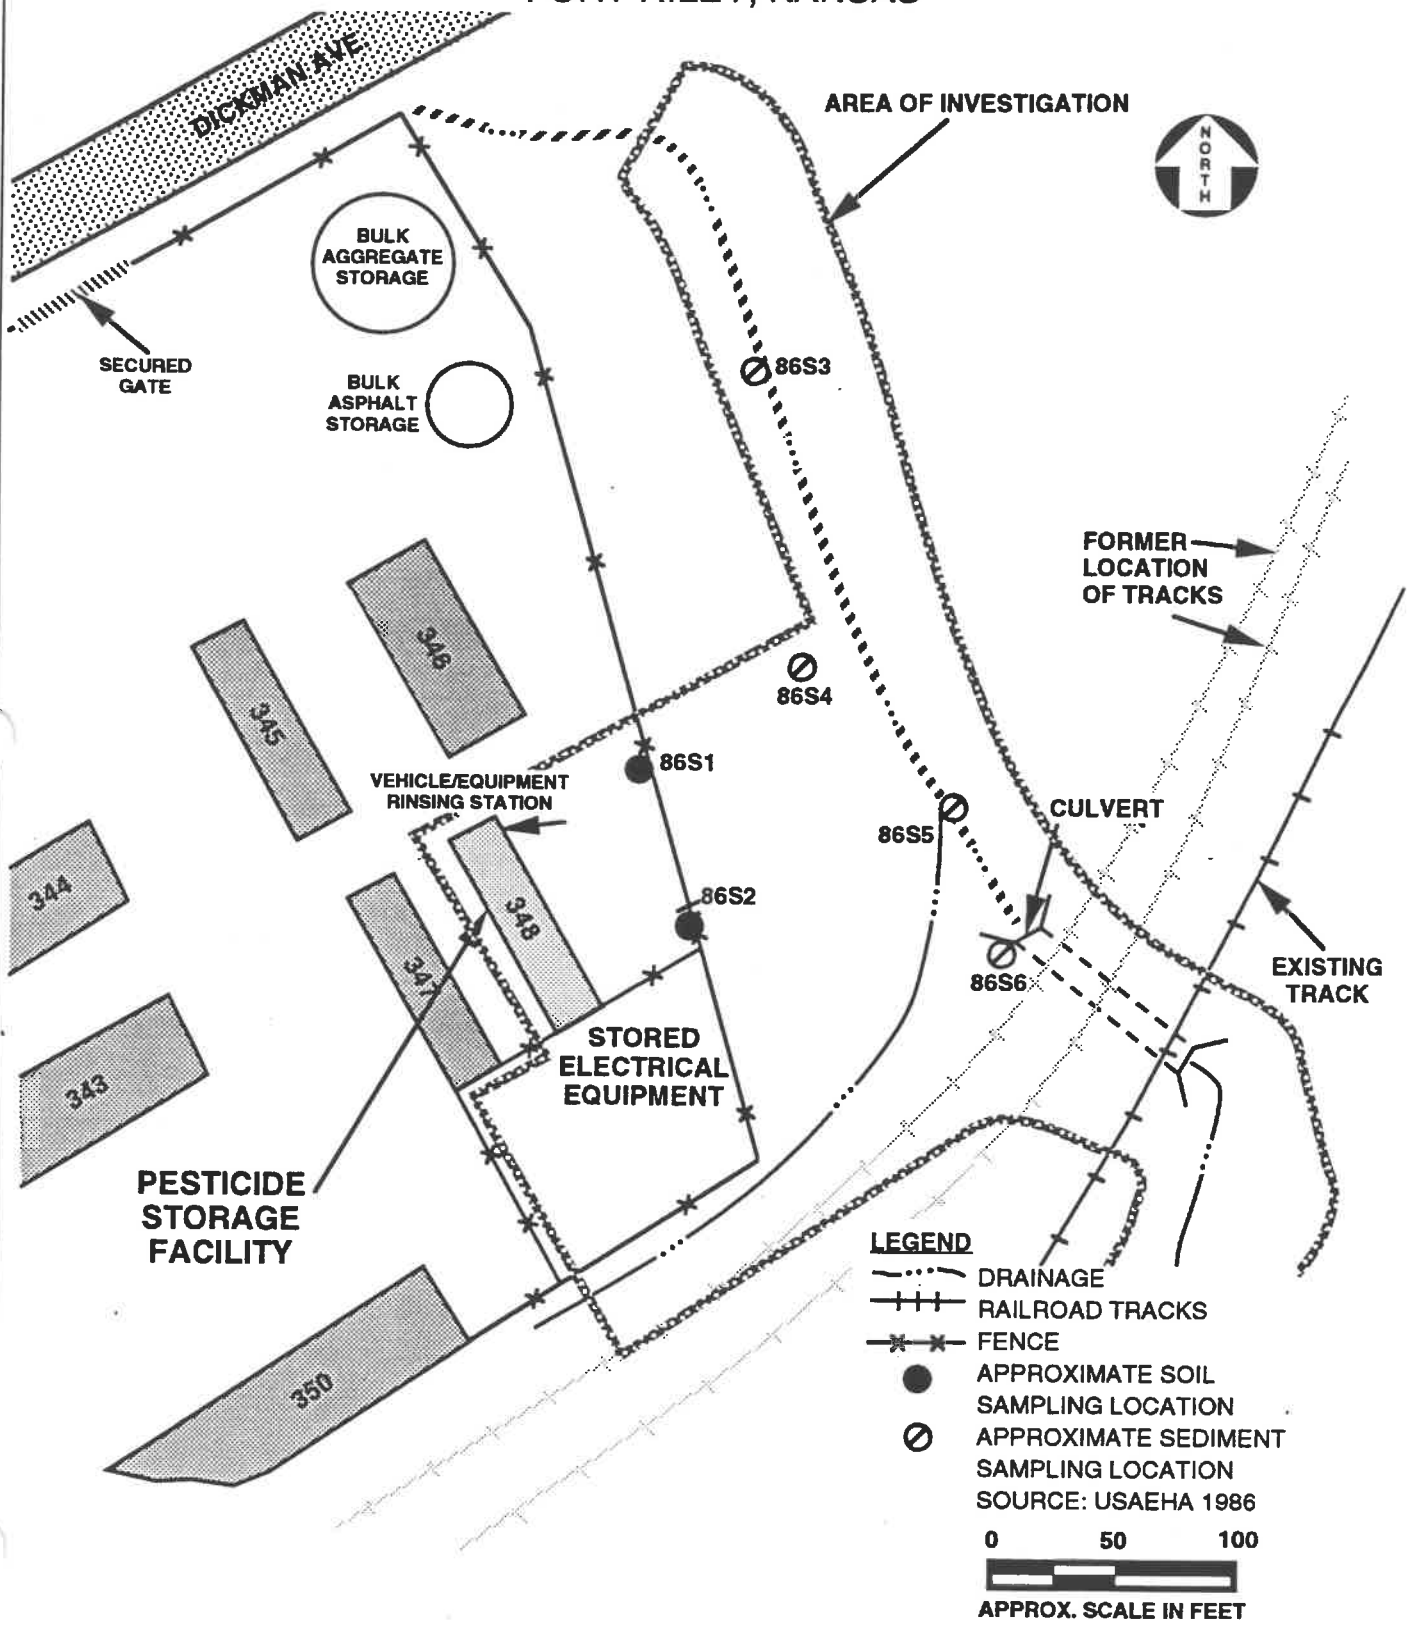 FORT RILEY, KANSAS
DICKMAN AVE.
AREA OF INVESTIGATION
NORTH
BULK
AGGREGATE
STORAGE
SECURED
GATE
BULK
ASPHALT
STORAGE
86S3
FORMER
LOCATION
OF TRACKS
346
345
86S4
86S1
VEHICLE/EQUIPMENT
RINSING STATION
CULVERT
86S5
344
348
86S2
347
86S6
EXISTING
TRACK
343
STORED
ELECTRICAL
EQUIPMENT
PESTICIDE
STORAGE
FACILITY
350
LEGEND
DRAINAGE
RAILROAD TRACKS
FENCE
APPROXIMATE SOIL
SAMPLING LOCATION
APPROXIMATE SEDIMENT
SAMPLING LOCATION
SOURCE: USAEHA 1986
0 50 100
APPROX. SCALE IN FEET